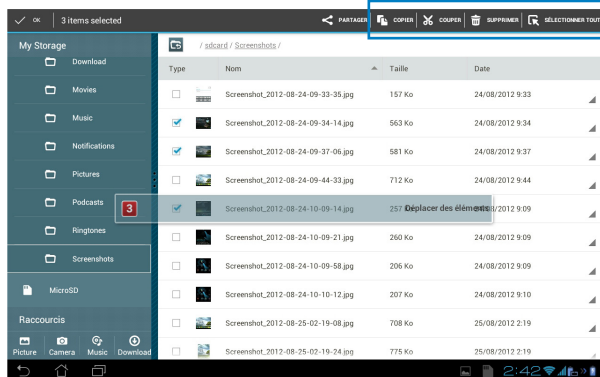 OK 3 items selected PARTAGER COPIER COUPER SUPPRIMER SÉLECTIONNER TOUT
My Storage / sdcard / Screenshots /
Download Type Nom Taille Date
Movies Screenshot_2012-08-24-09-33-35.jpg 157 Ko 24/08/2012 9:33
Music Screenshot_2012-08-24-09-34-14.jpg 563 Ko 24/08/2012 9:34
Notifications Screenshot_2012-08-24-09-37-06.jpg 581 Ko 24/08/2012 9:37
Pictures Screenshot_2012-08-24-09-44-33.jpg 712 Ko 24/08/2012 9:44
Podcasts 3 Screenshot_2012-08-24-10-09-14.jpg 257 Déplacer des éléments 8/2012 9:09
Ringtones Screenshot_2012-08-24-10-09-21.jpg 260 Ko 24/08/2012 9:09
Screenshots Screenshot_2012-08-24-10-09-58.jpg 206 Ko 24/08/2012 9:09
MicroSD Screenshot_2012-08-24-10-10-12.jpg 207 Ko 24/08/2012 9:10
Raccourcis Screenshot_2012-08-25-02-19-08.jpg 708 Ko 25/08/2012 2:19
Picture Camera Music Download Screenshot_2012-08-25-02-19-24.jpg 775 Ko 25/08/2012 2:19
2:42